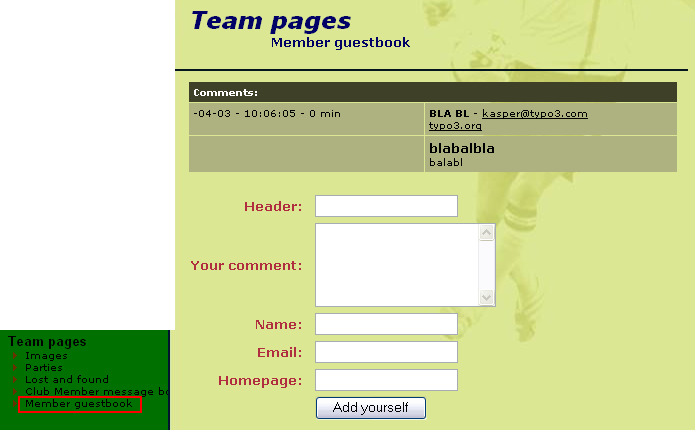 Team pages
Member guestbook
Comments:
-04-03 - 10:06:05 - 0 min
BLA BL - kasper@typo3.com
typo3.org
blabalbla
balabl
Header:
Your comment:
Name:
Email:
Homepage:
Add yourself
Team pages
Images
Parties
Lost and found
Club Member message bo
Member guestbook